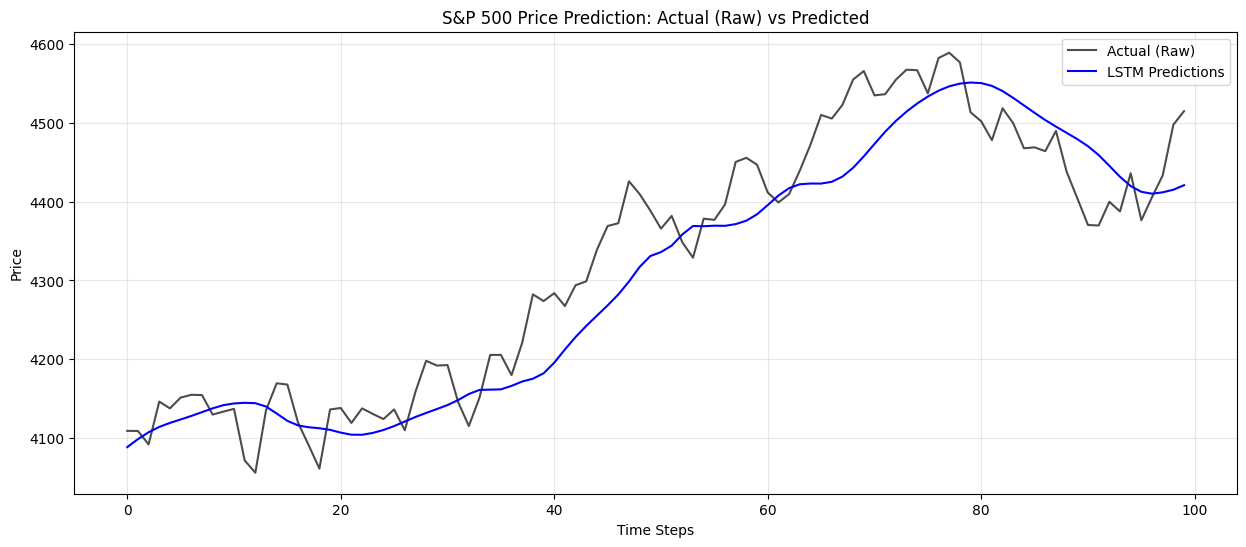 S&P 500 Price Prediction: Actual (Raw) vs Predicted
Actual (Raw)
LSTM Predictions
Price
4600
4500
4400
4300
4200
4100
0 20 40 60 80 100
Time Steps